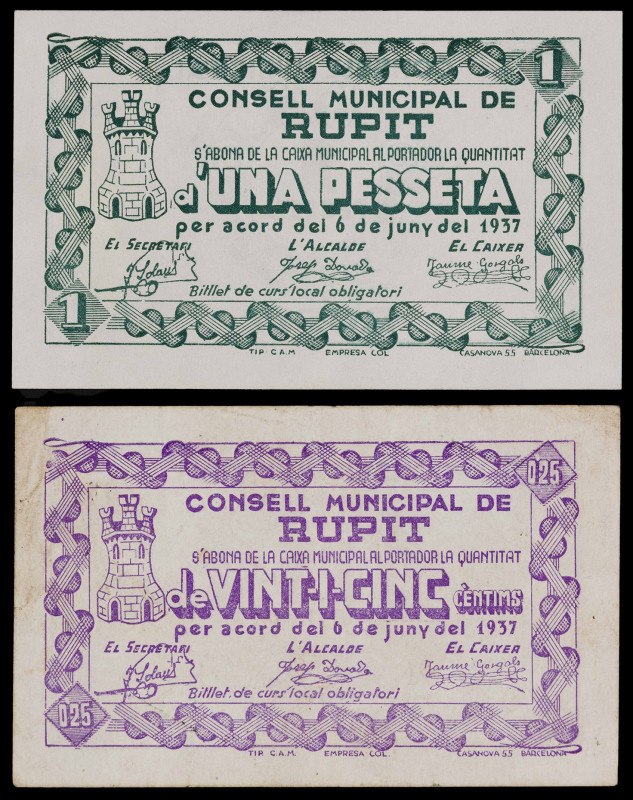 1
CONSELL MUNICIPAL DE
RUPIT
S'ABONA DE LA CAIXA MUNICIPAL AL PORTADOR LA QUANTITAT
d'UNA PESSETA
per acord del 6 de juny del 1937
EL SECRETARI L'ALCALDE EL CAIXER
Josep Jaume Gorgals
Bitllet de curs local obligatori
1
TIP. C.A.M. EMPRESA COL. CASANOVA 55 BARCELONA
0'25
CONSELL MUNICIPAL DE
RUPIT
S'ABONA DE LA CAIXA MUNICIPAL AL PORTADOR LA QUANTITAT
de VINT-I-CINC CÈNTIMS
per acord del 6 de juny del 1937
EL SECRETARI L'ALCALDE EL CAIXER
Josep Jaume Gorgals
Bitllet de curs local obligatori
0'25
TIP. C.A.M. EMPRESA COL. CASANOVA 55 BARCELONA